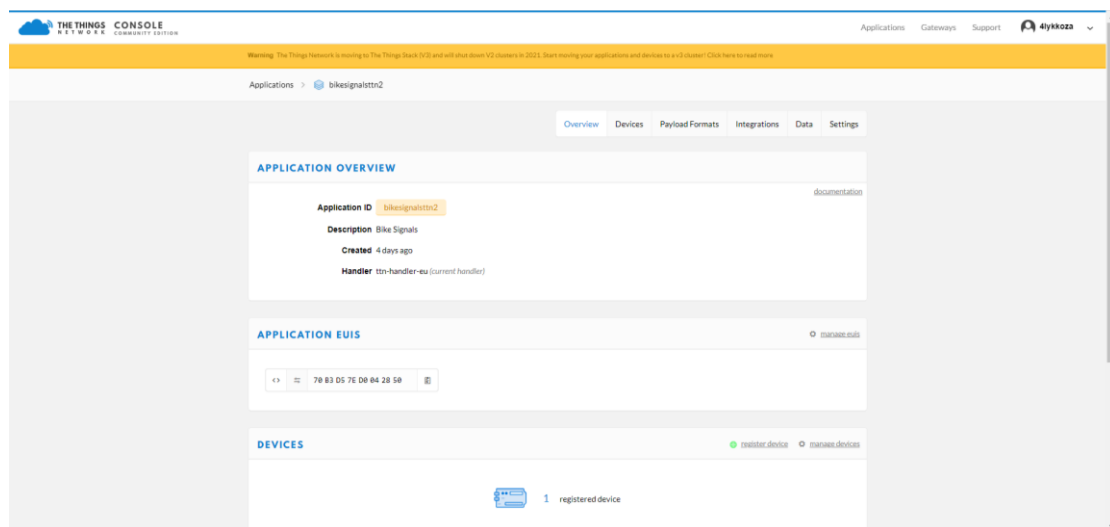 THE THINGS NETWORK CONSOLE COMMUNITY EDITION
Applications Gateways Support 4lykkoza
Warning The Things Network is moving to The Things Stack (V3) and will shut down V2 clusters in 2021. Start moving your applications and devices to a v3 cluster! Click here to read more
Applications > bikesignalsttn2
Overview Devices Payload Formats Integrations Data Settings
APPLICATION OVERVIEW
documentation
Application ID bikesignalsttn2
Description Bike Signals
Created 4 days ago
Handler ttn-handler-eu (current handler)
APPLICATION EUIS
manage euis
70 B3 D5 7E D0 04 28 50
DEVICES
register device manage devices
1 registered device